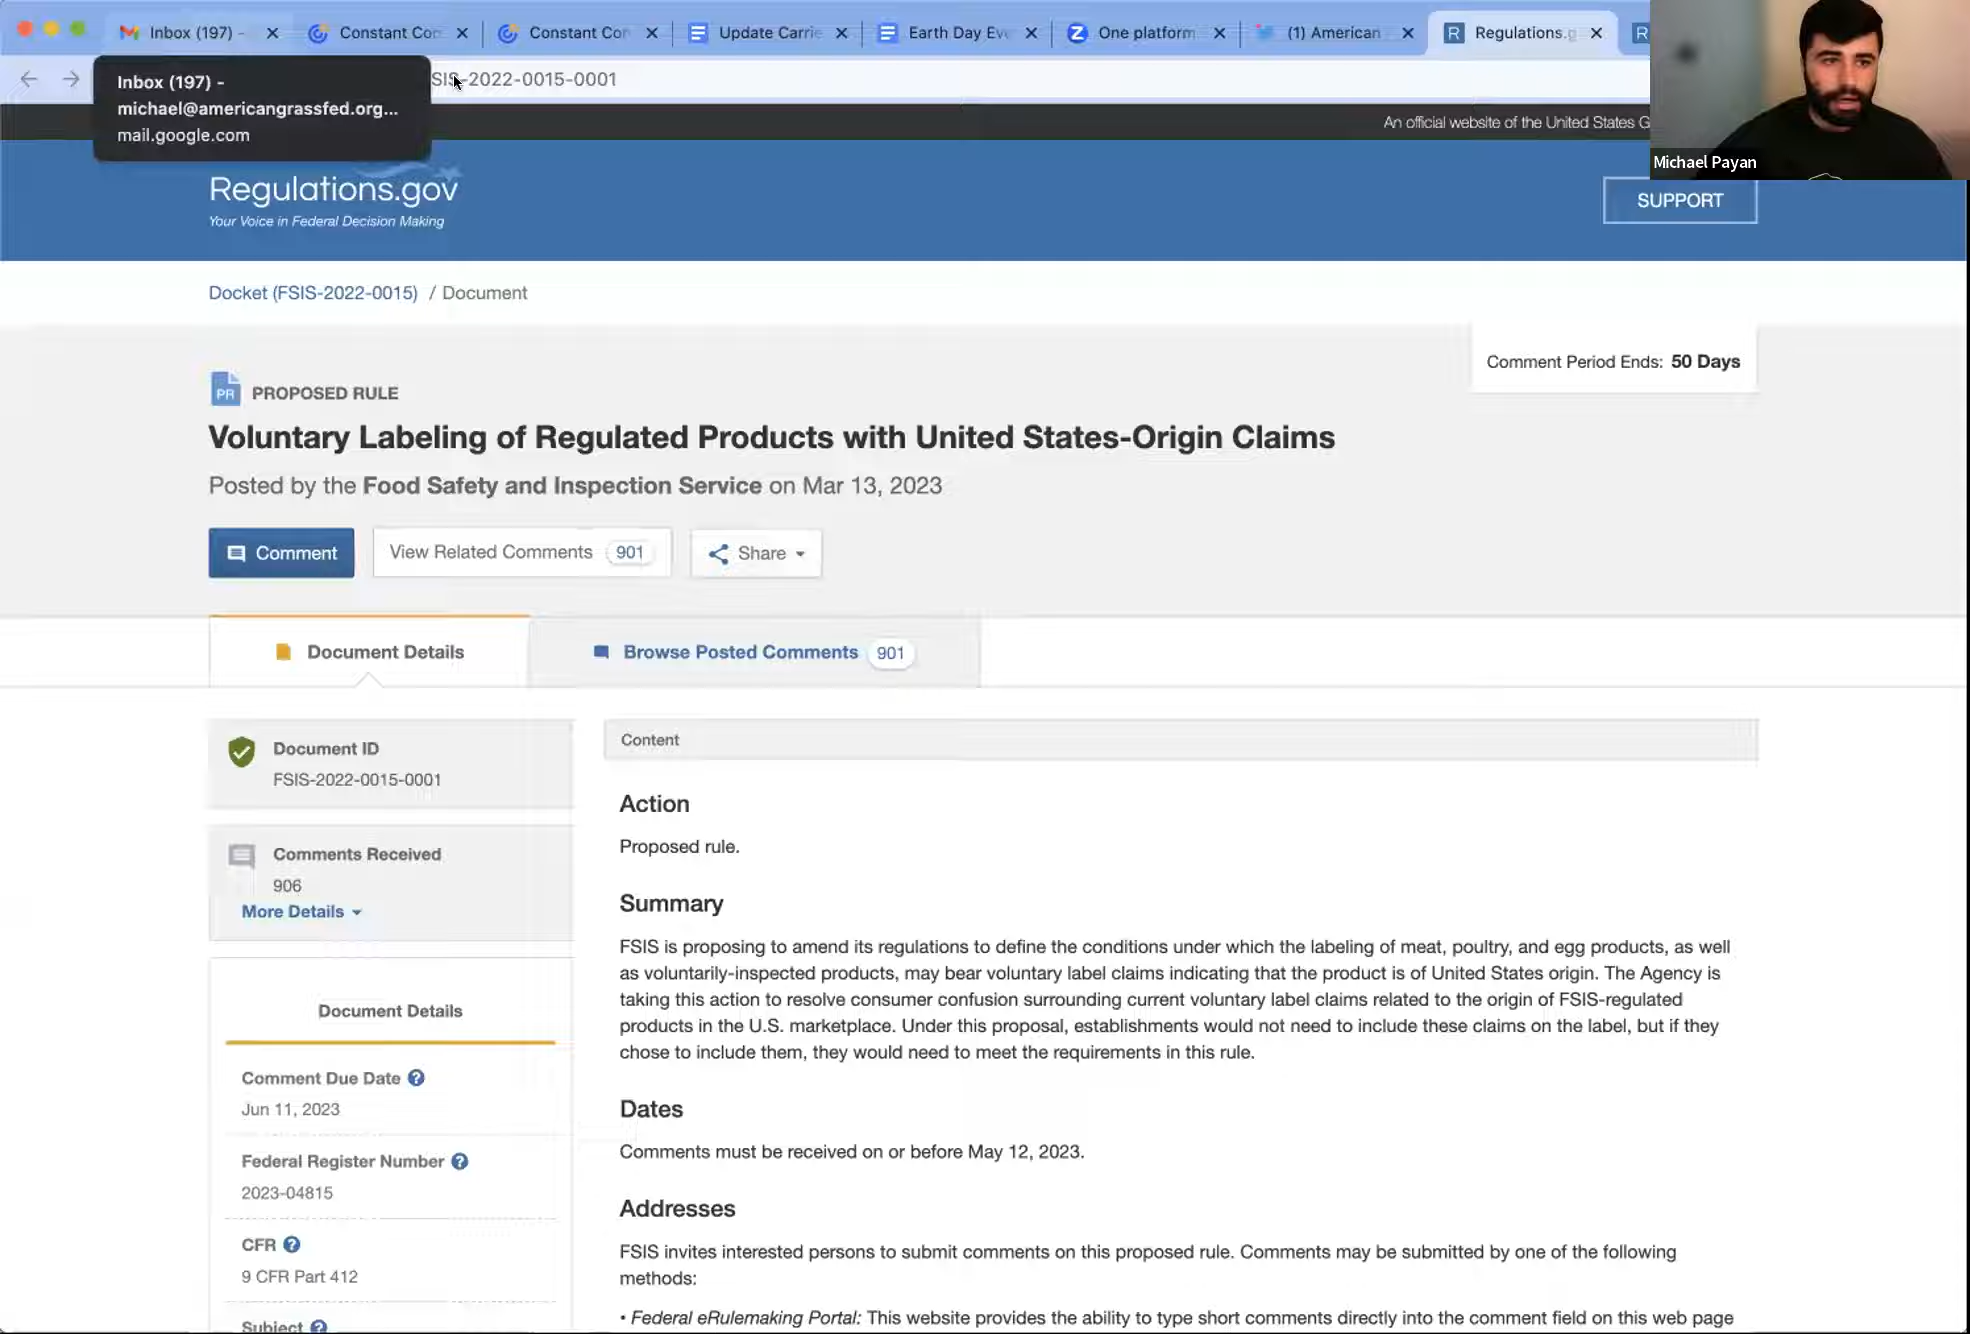 Inbox (197) -
Constant Con
Constant Con
Update Carrie
Earth Day Eve
One platform
(1) American
Regulations.g
Inbox (197) -
michael@americangrassfed.org...
mail.google.com
SIS-2022-0015-0001
An official website of the United States G
Michael Payan
Regulations.gov
Your Voice in Federal Decision Making
SUPPORT
Docket (FSIS-2022-0015) / Document
Comment Period Ends: 50 Days
PR PROPOSED RULE
Voluntary Labeling of Regulated Products with United States-Origin Claims
Posted by the Food Safety and Inspection Service on Mar 13, 2023
Comment
View Related Comments 901
Share
Document Details
Browse Posted Comments 901
Document ID
FSIS-2022-0015-0001
Comments Received
906
More Details
Document Details
Comment Due Date ?
Jun 11, 2023
Federal Register Number ?
2023-04815
CFR ?
9 CFR Part 412
Subject ?
Content
Action
Proposed rule.
Summary
FSIS is proposing to amend its regulations to define the conditions under which the labeling of meat, poultry, and egg products, as well
as voluntarily-inspected products, may bear voluntary label claims indicating that the product is of United States origin. The Agency is
taking this action to resolve consumer confusion surrounding current voluntary label claims related to the origin of FSIS-regulated
products in the U.S. marketplace. Under this proposal, establishments would not need to include these claims on the label, but if they
chose to include them, they would need to meet the requirements in this rule.
Dates
Comments must be received on or before May 12, 2023.
Addresses
FSIS invites interested persons to submit comments on this proposed rule. Comments may be submitted by one of the following
methods:
• Federal eRulemaking Portal: This website provides the ability to type short comments directly into the comment field on this web page